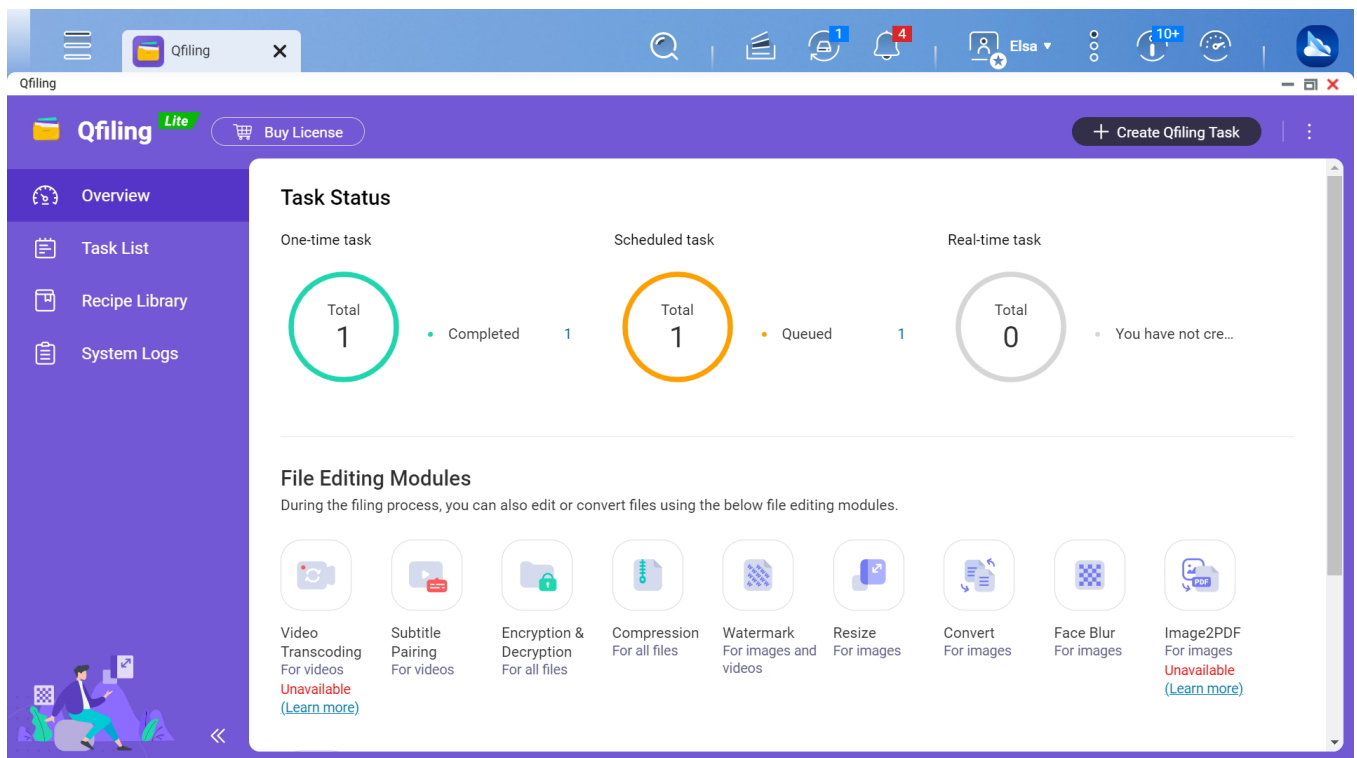 Qfiling
1
4
Elsa
10+
Qfiling
Qfiling Lite
Buy License
Create Qfiling Task
Overview
Task List
Recipe Library
System Logs
Task Status
One-time task
Total
1
Completed 1
Scheduled task
Total
1
Queued 1
Real-time task
Total
0
You have not cre...
File Editing Modules
During the filing process, you can also edit or convert files using the below file editing modules.
Video
Transcoding
For videos
Unavailable
(Learn more)
Subtitle
Pairing
For videos
Encryption &
Decryption
For all files
Compression
For all files
Watermark
For images and
videos
Resize
For images
Convert
For images
Face Blur
For images
PDF
Image2PDF
For images
Unavailable
(Learn more)